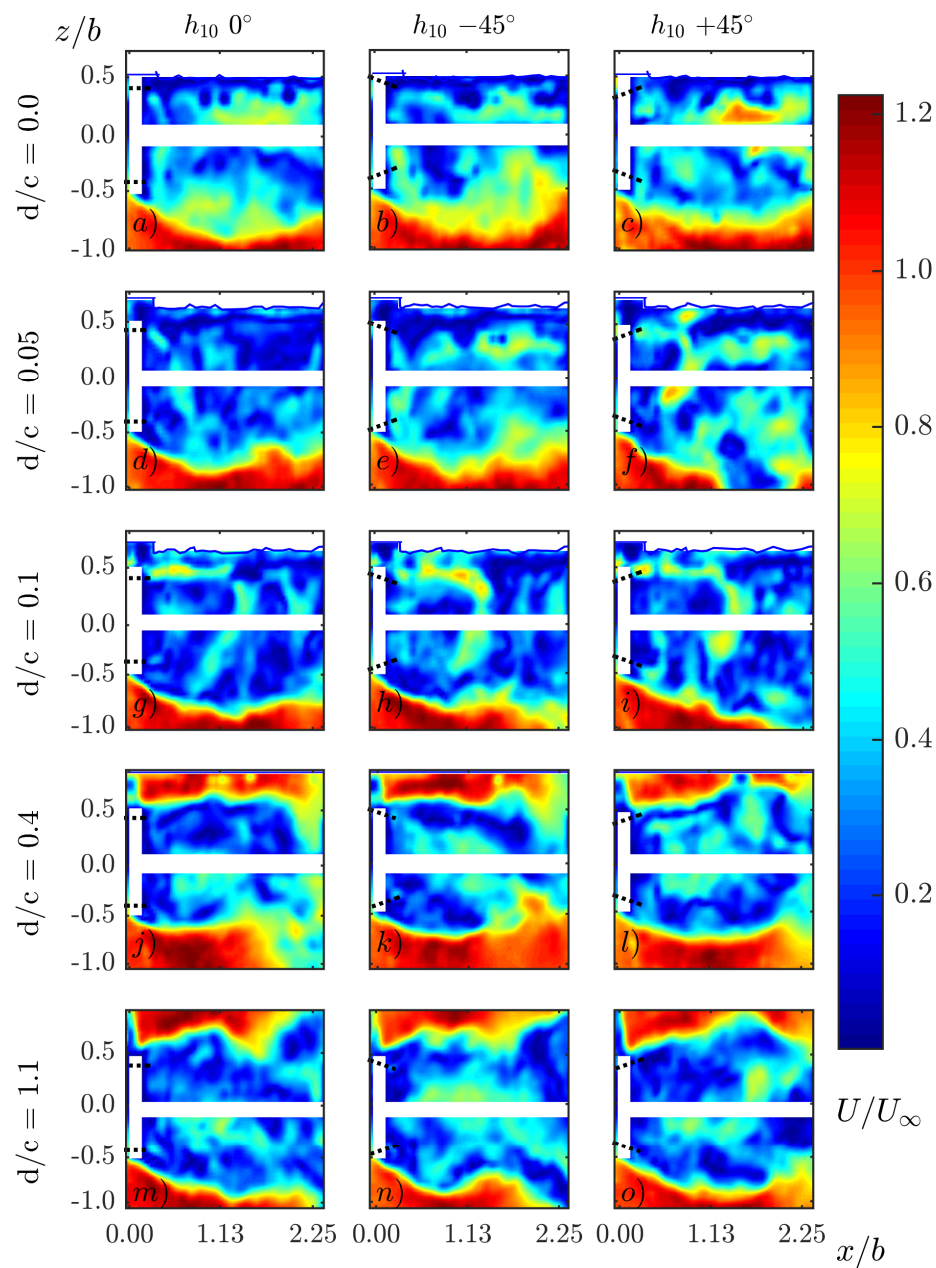 z/b
h₁₀ 0° h₁₀ −45° h₁₀ +45°
d/c = 0.0
0.5
0.0
-0.5
-1.0
a) b) c)
d/c = 0.05
0.5
0.0
-0.5
-1.0
d) e) f)
d/c = 0.1
0.5
0.0
-0.5
-1.0
g) h) i)
d/c = 0.4
0.5
0.0
-0.5
-1.0
j) k) l)
d/c = 1.1
0.5
0.0
-0.5
-1.0
m) n) o)
0.00 1.13 2.25 0.00 1.13 2.25 0.00 1.13 2.25
x/b
1.2
1.0
0.8
0.6
0.4
0.2
U/U∞